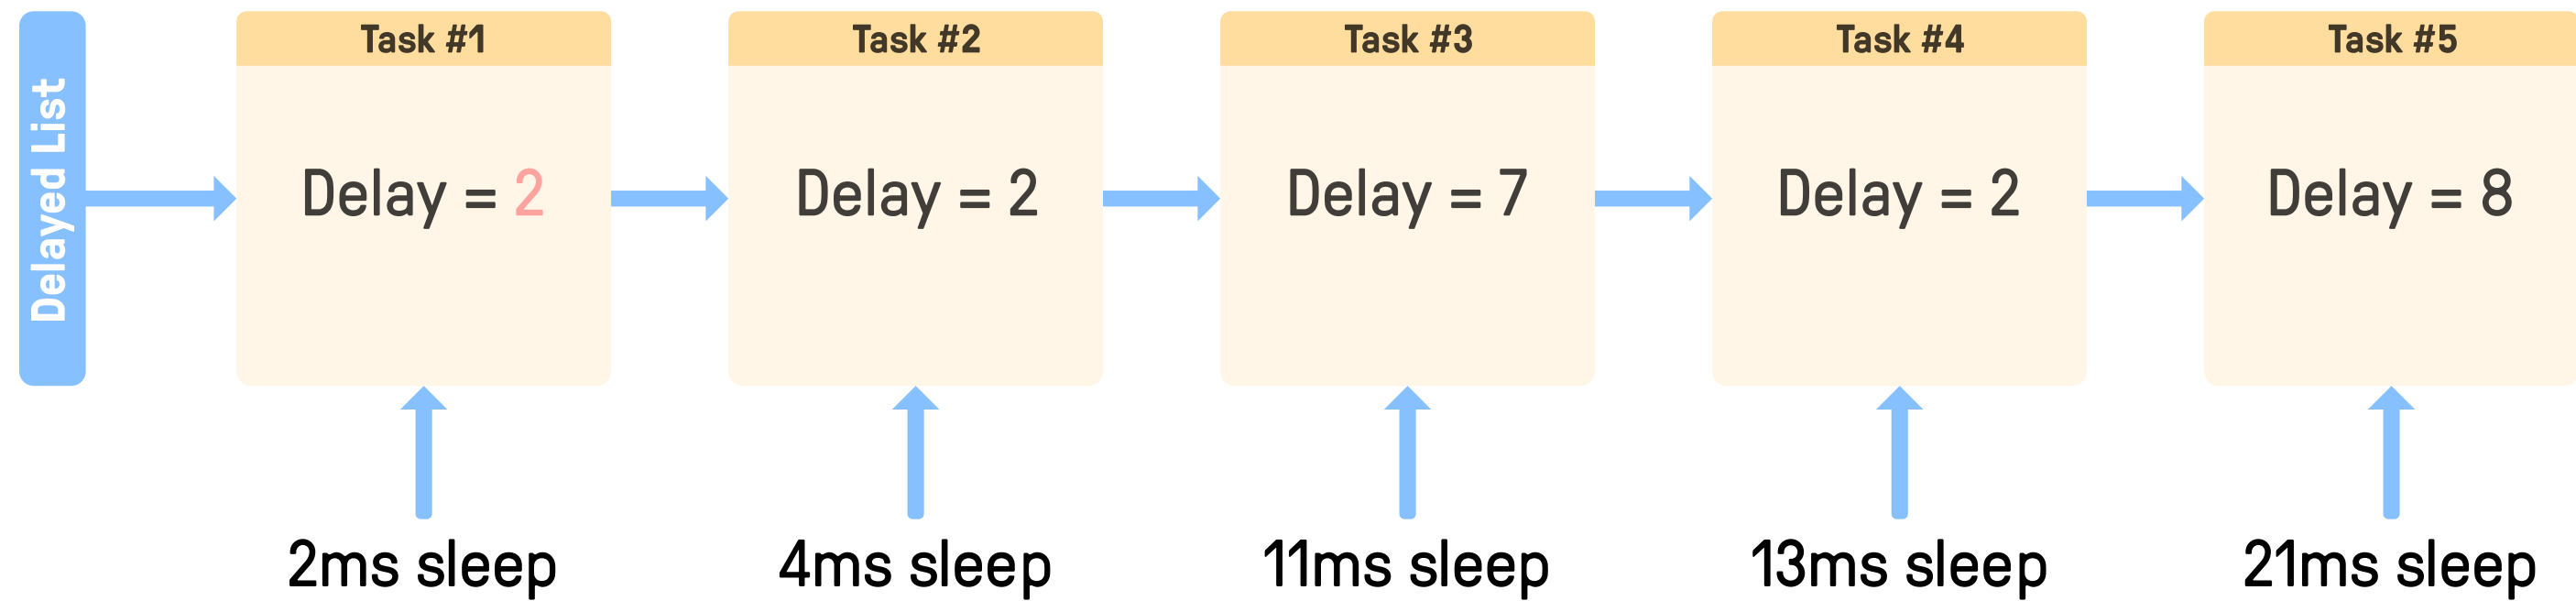 Delayed List
Task #1
Delay = 2
2ms sleep
Task #2
Delay = 2
4ms sleep
Task #3
Delay = 7
11ms sleep
Task #4
Delay = 2
13ms sleep
Task #5
Delay = 8
21ms sleep